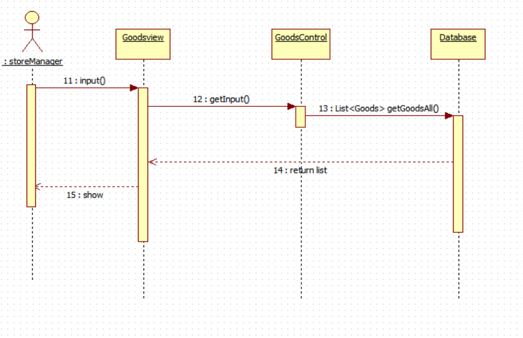 Goodsview
GoodsControl
Database
: storeManager
11 : input()
12 : getInput()
13 : List<Goods> getGoodsAll()
14 : return list
15 : show